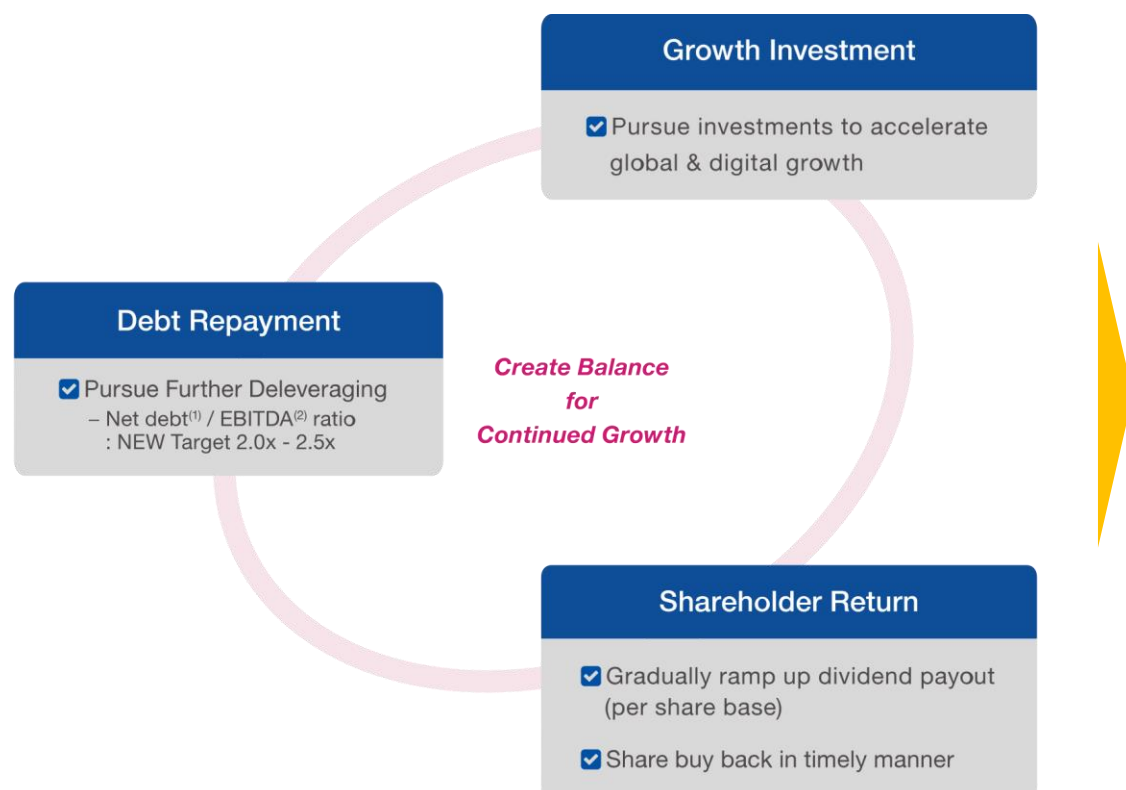 Growth Investment
Pursue investments to accelerate
global & digital growth
Debt Repayment
Pursue Further Deleveraging
– Net debt(1) / EBITDA(2) ratio
: NEW Target 2.0x - 2.5x
Create Balance
for
Continued Growth
Shareholder Return
Gradually ramp up dividend payout
(per share base)
Share buy back in timely manner